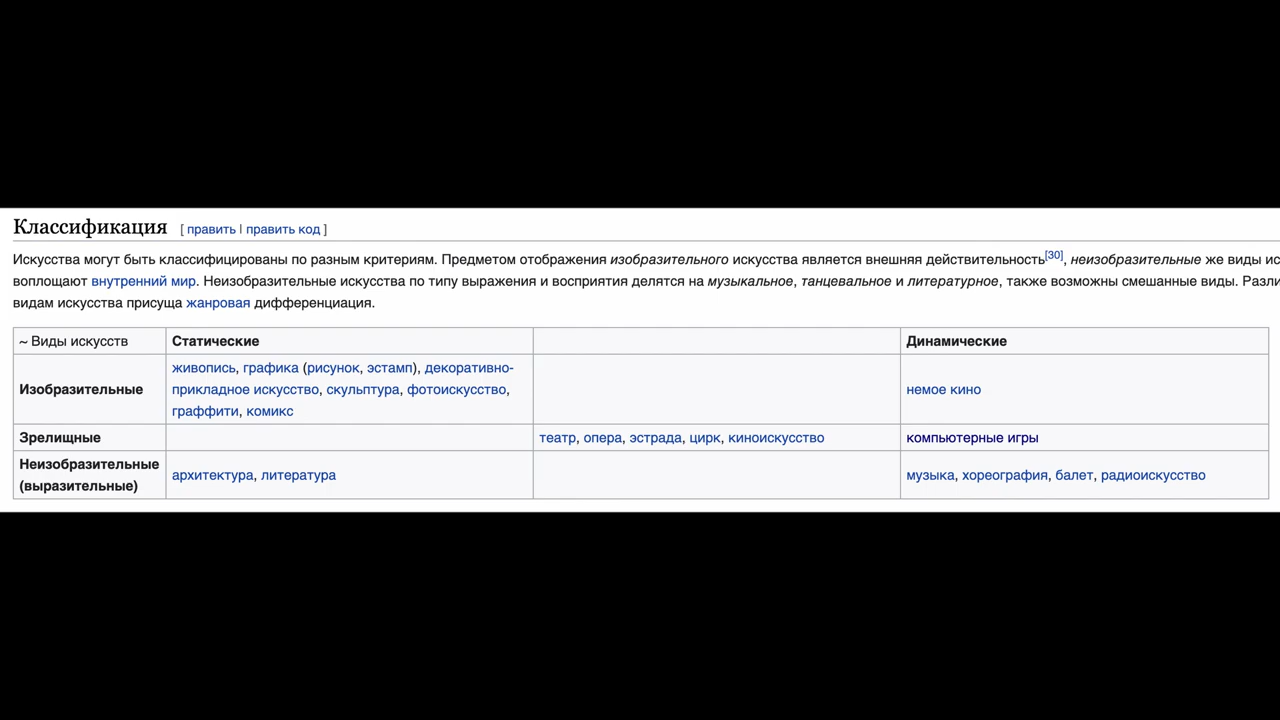 Классификация [ править | править код ]
Искусства могут быть классифицированы по разным критериям. Предметом отображения изобразительного искусства является внешняя действительность[30], неизобразительные же виды ис
воплощают внутренний мир. Неизобразительные искусства по типу выражения и восприятия делятся на музыкальное, танцевальное и литературное, также возможны смешанные виды. Разли
видам искусства присуща жанровая дифференциация.
~ Виды искусств Статические Динамические
Изобразительные живопись, графика (рисунок, эстамп), декоративно-
прикладное искусство, скульптура, фотоискусство,
граффити, комикс немое кино
Зрелищные театр, опера, эстрада, цирк, киноискусство компьютерные игры
Неизобразительные
(выразительные) архитектура, литература музыка, хореография, балет, радиоискусство